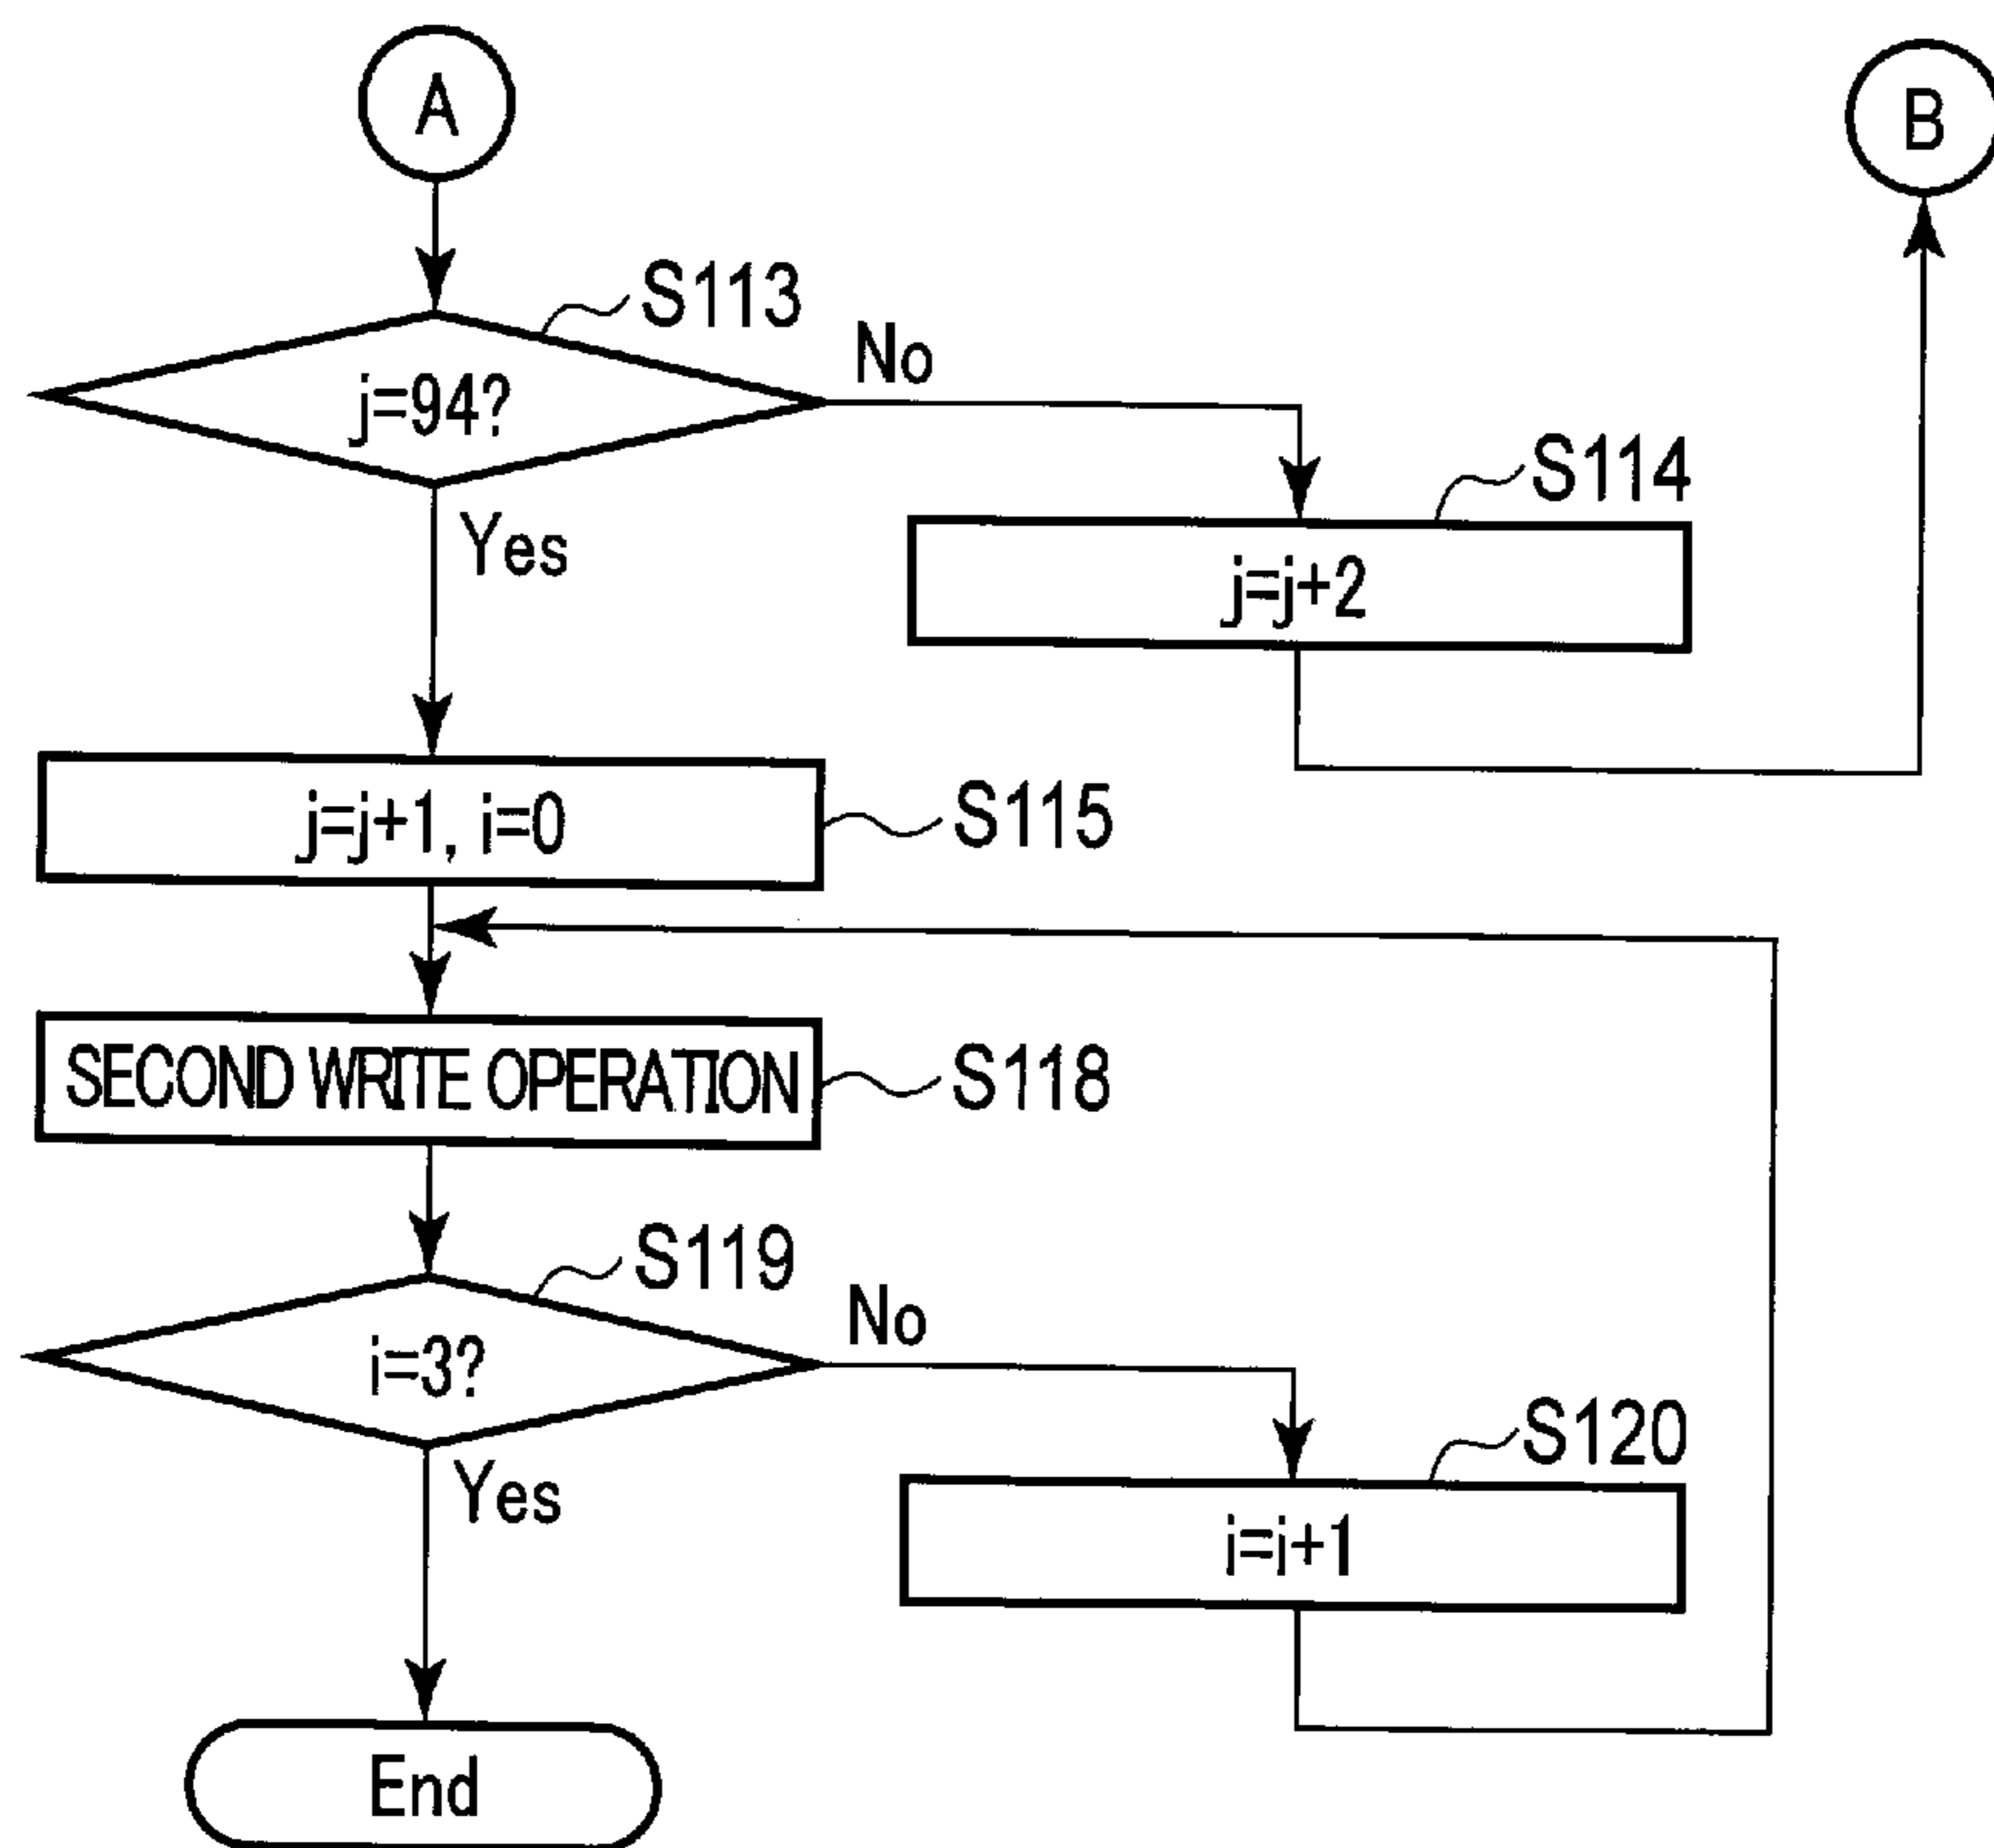 A
B
S113
j=94?
No
S114
Yes
j=j+2
j=j+1, i=0
S115
SECOND WRITE OPERATION
S118
S119
i=3?
No
S120
Yes
i=i+1
End